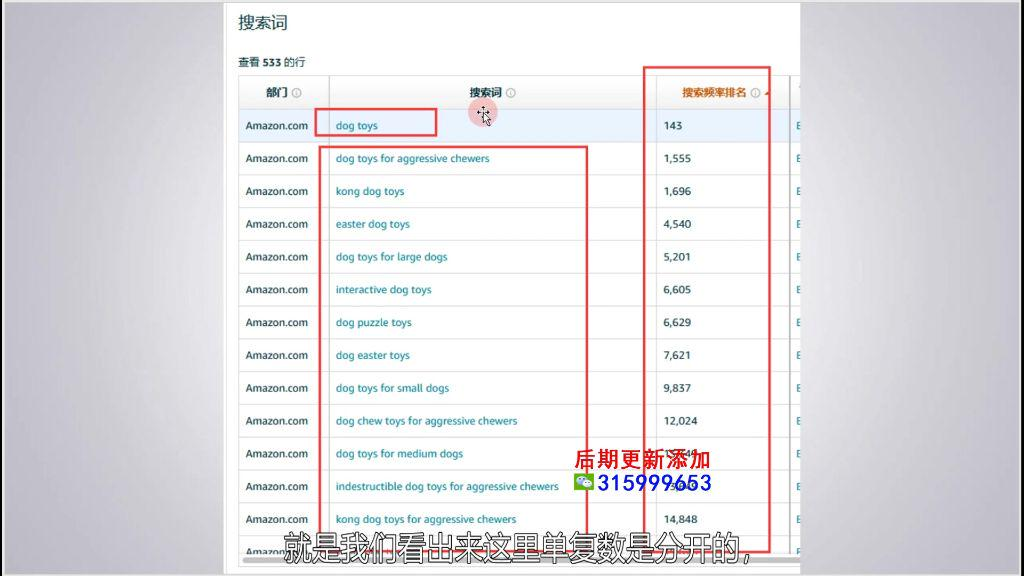 搜索词
查看 533 的行
部门 搜索词 搜索频率排名
Amazon.com dog toys 143
Amazon.com dog toys for aggressive chewers 1,555
Amazon.com kong dog toys 1,696
Amazon.com easter dog toys 4,540
Amazon.com dog toys for large dogs 5,201
Amazon.com interactive dog toys 6,605
Amazon.com dog puzzle toys 6,629
Amazon.com dog easter toys 7,621
Amazon.com dog toys for small dogs 9,837
Amazon.com dog chew toys for aggressive chewers 12,024
Amazon.com dog toys for medium dogs
后期更新添加
315999653
Amazon.com indestructible dog toys for aggressive chewers
Amazon.com kong dog toys for aggressive chewers 14,848
就是我们看出来这里单复数是分开的,